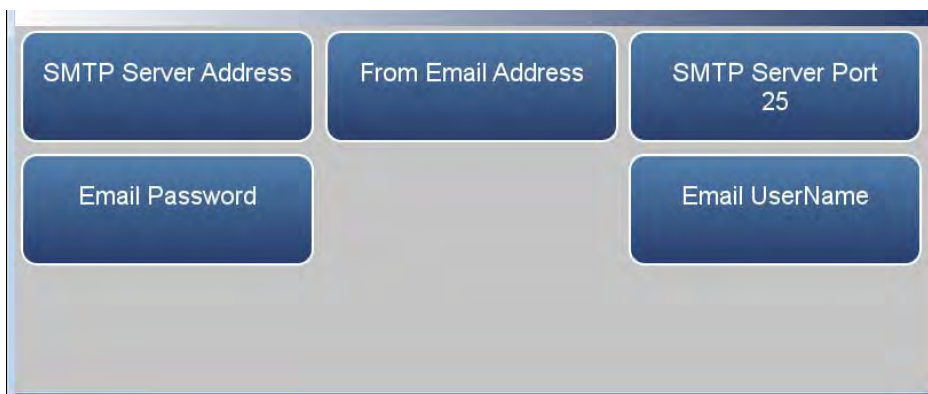 SMTP Server Address
From Email Address
SMTP Server Port
25
Email Password
Email UserName